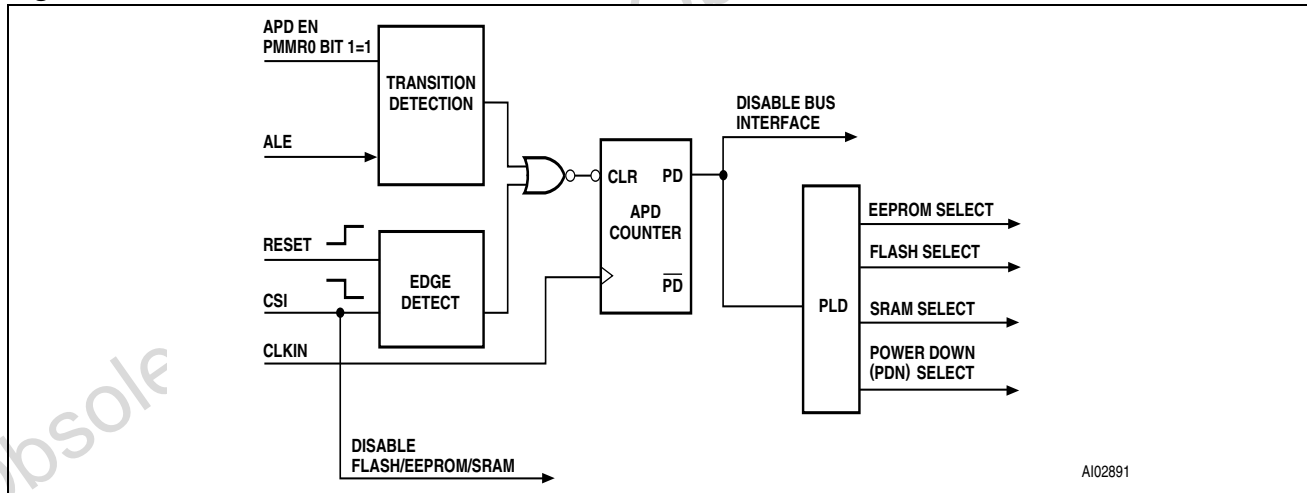 APD EN
PMMR0 BIT 1=1
TRANSITION
DETECTION
ALE
DISABLE BUS
INTERFACE
CLR PD
APD
COUNTER
PD
RESET
CSI
EDGE
DETECT
CLKIN
EEPROM SELECT
FLASH SELECT
PLD
SRAM SELECT
POWER DOWN
(PDN) SELECT
DISABLE
FLASH/EEPROM/SRAM
AI02891